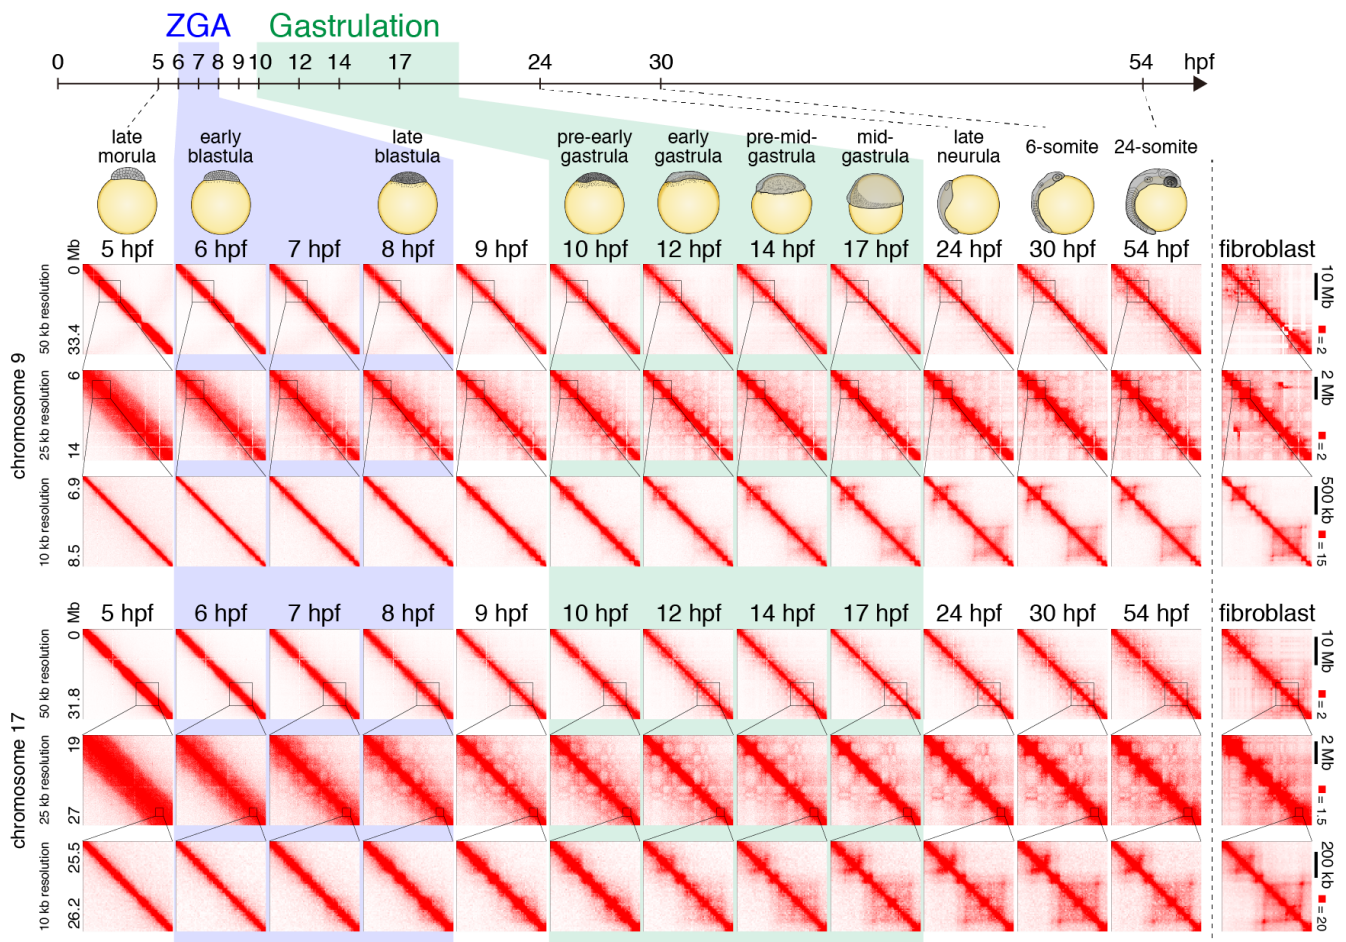 ZGA Gastrulation
0 5 6 7 8 9 10 12 14 17 24 30 54 hpf
late morula
early blastula
late blastula
pre-early gastrula
early gastrula
pre-mid-gastrula
mid-gastrula
late neurula
6-somite
24-somite
chromosome 9
0 Mb 5 hpf 6 hpf 7 hpf 8 hpf 9 hpf 10 hpf 12 hpf 14 hpf 17 hpf 24 hpf 30 hpf 54 hpf fibroblast
50 kb resolution
33.4
10 Mb
= 2
25 kb resolution
6
14
2 Mb
= 2
10 kb resolution
6.9
8.5
500 kb
= 15
chromosome 17
0 Mb 5 hpf 6 hpf 7 hpf 8 hpf 9 hpf 10 hpf 12 hpf 14 hpf 17 hpf 24 hpf 30 hpf 54 hpf fibroblast
50 kb resolution
31.8
10 Mb
= 2
25 kb resolution
19
27
2 Mb
= 1.5
10 kb resolution
25.5
26.2
200 kb
= 20